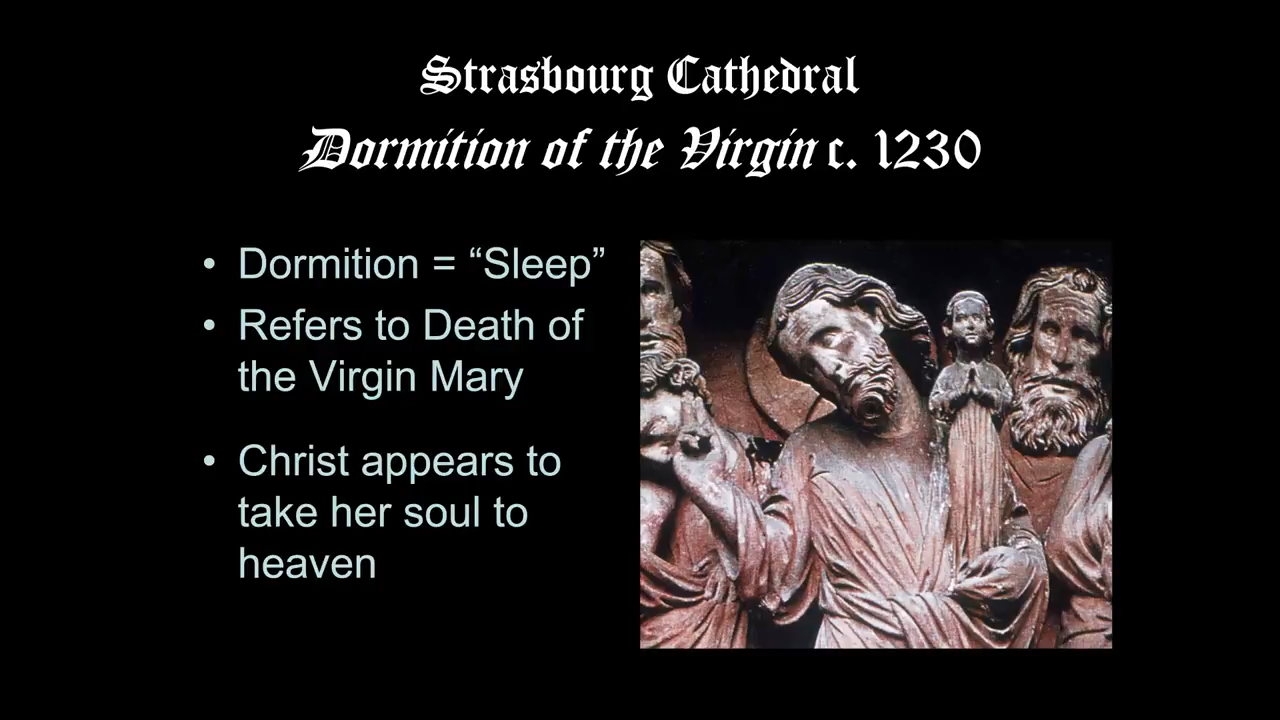 Strasbourg Cathedral
Dormition of the Virgin c. 1230
• Dormition = “Sleep”
• Refers to Death of
the Virgin Mary
• Christ appears to
take her soul to
heaven